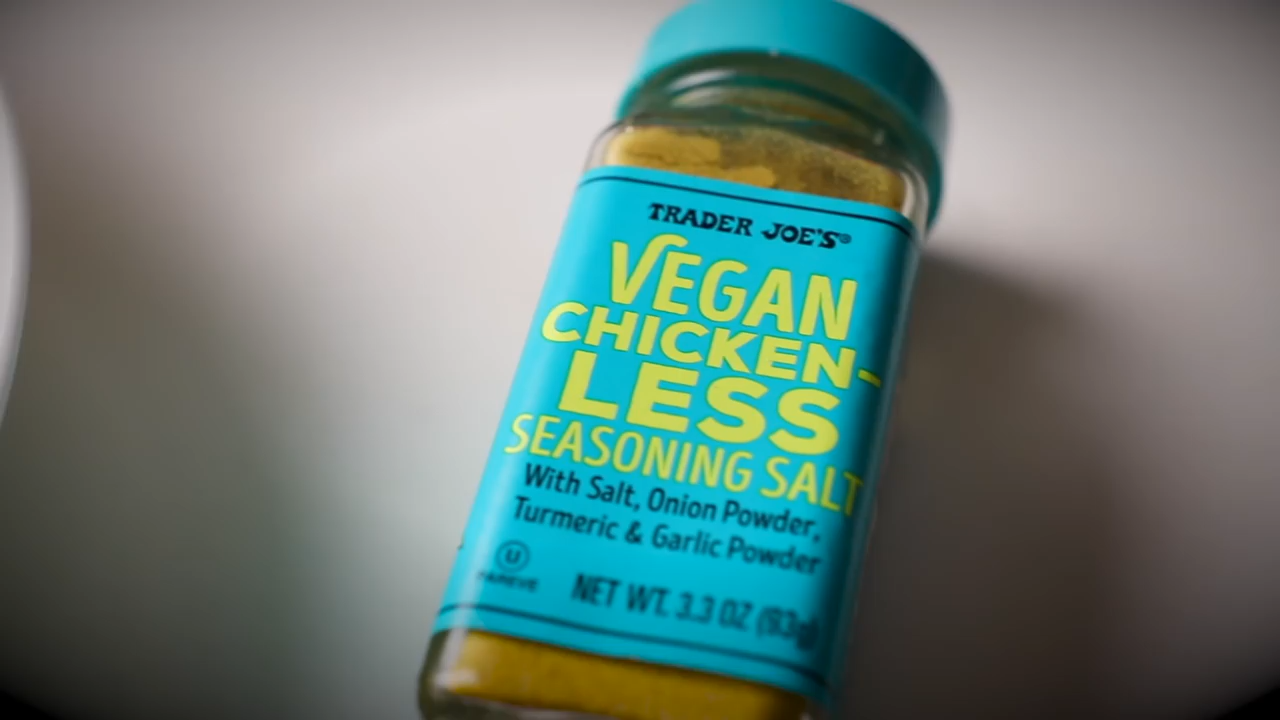 TRADER JOE'S®
VEGAN
CHICKEN-
LESS
SEASONING SALT
With Salt, Onion Powder,
Turmeric & Garlic Powder
U
PAREVE
NET WT. 3.3 OZ (93g)